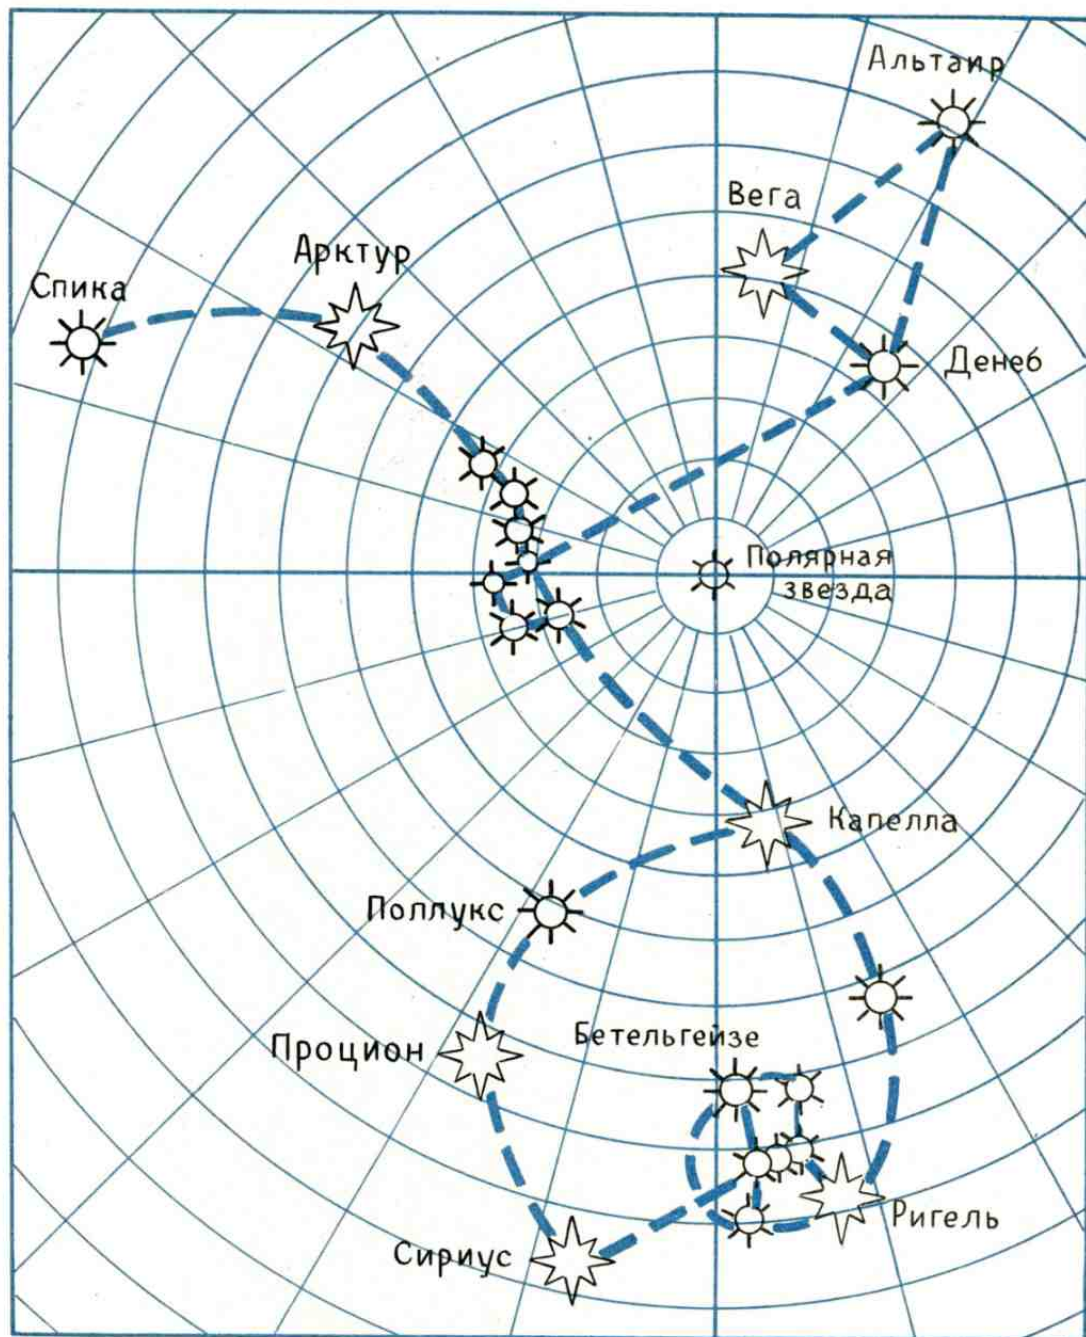 Альтаир
Вега
Арктур
Спика
Денеб
Полярная
звезда
Капелла
Поллукс
Бетельгейзе
Процион
Ригель
Сириус